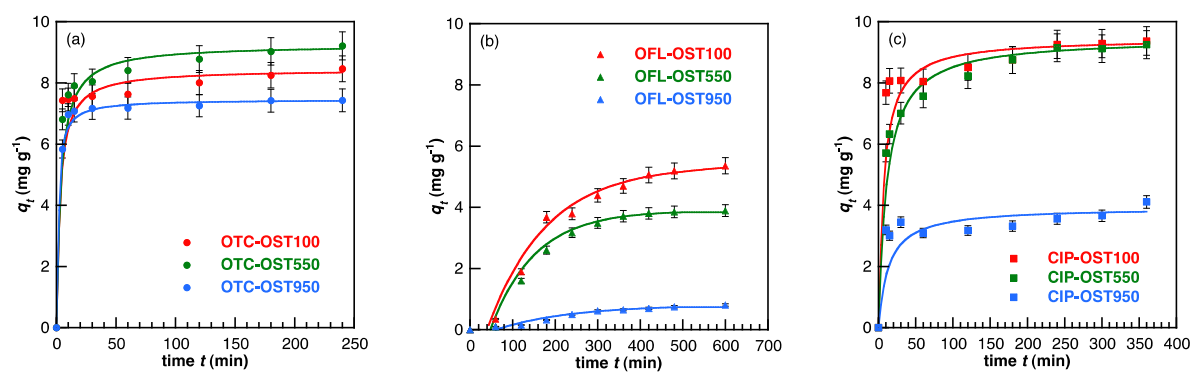 (a)
10
8
6
4
2
0
qt (mg g-1)
OTC-OST100
OTC-OST550
OTC-OST950
0 50 100 150 200 250
time t (min)
(b)
10
8
6
4
2
0
qt (mg g-1)
OFL-OST100
OFL-OST550
OFL-OST950
0 100 200 300 400 500 600 700
time t (min)
(c)
10
8
6
4
2
0
qt (mg g-1)
CIP-OST100
CIP-OST550
CIP-OST950
0 50 100 150 200 250 300 350 400
time t (min)